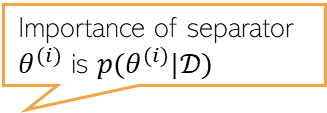 Importance of separator
𝜃⁽ⁱ⁾ is 𝑝(𝜃⁽ⁱ⁾|𝒟)